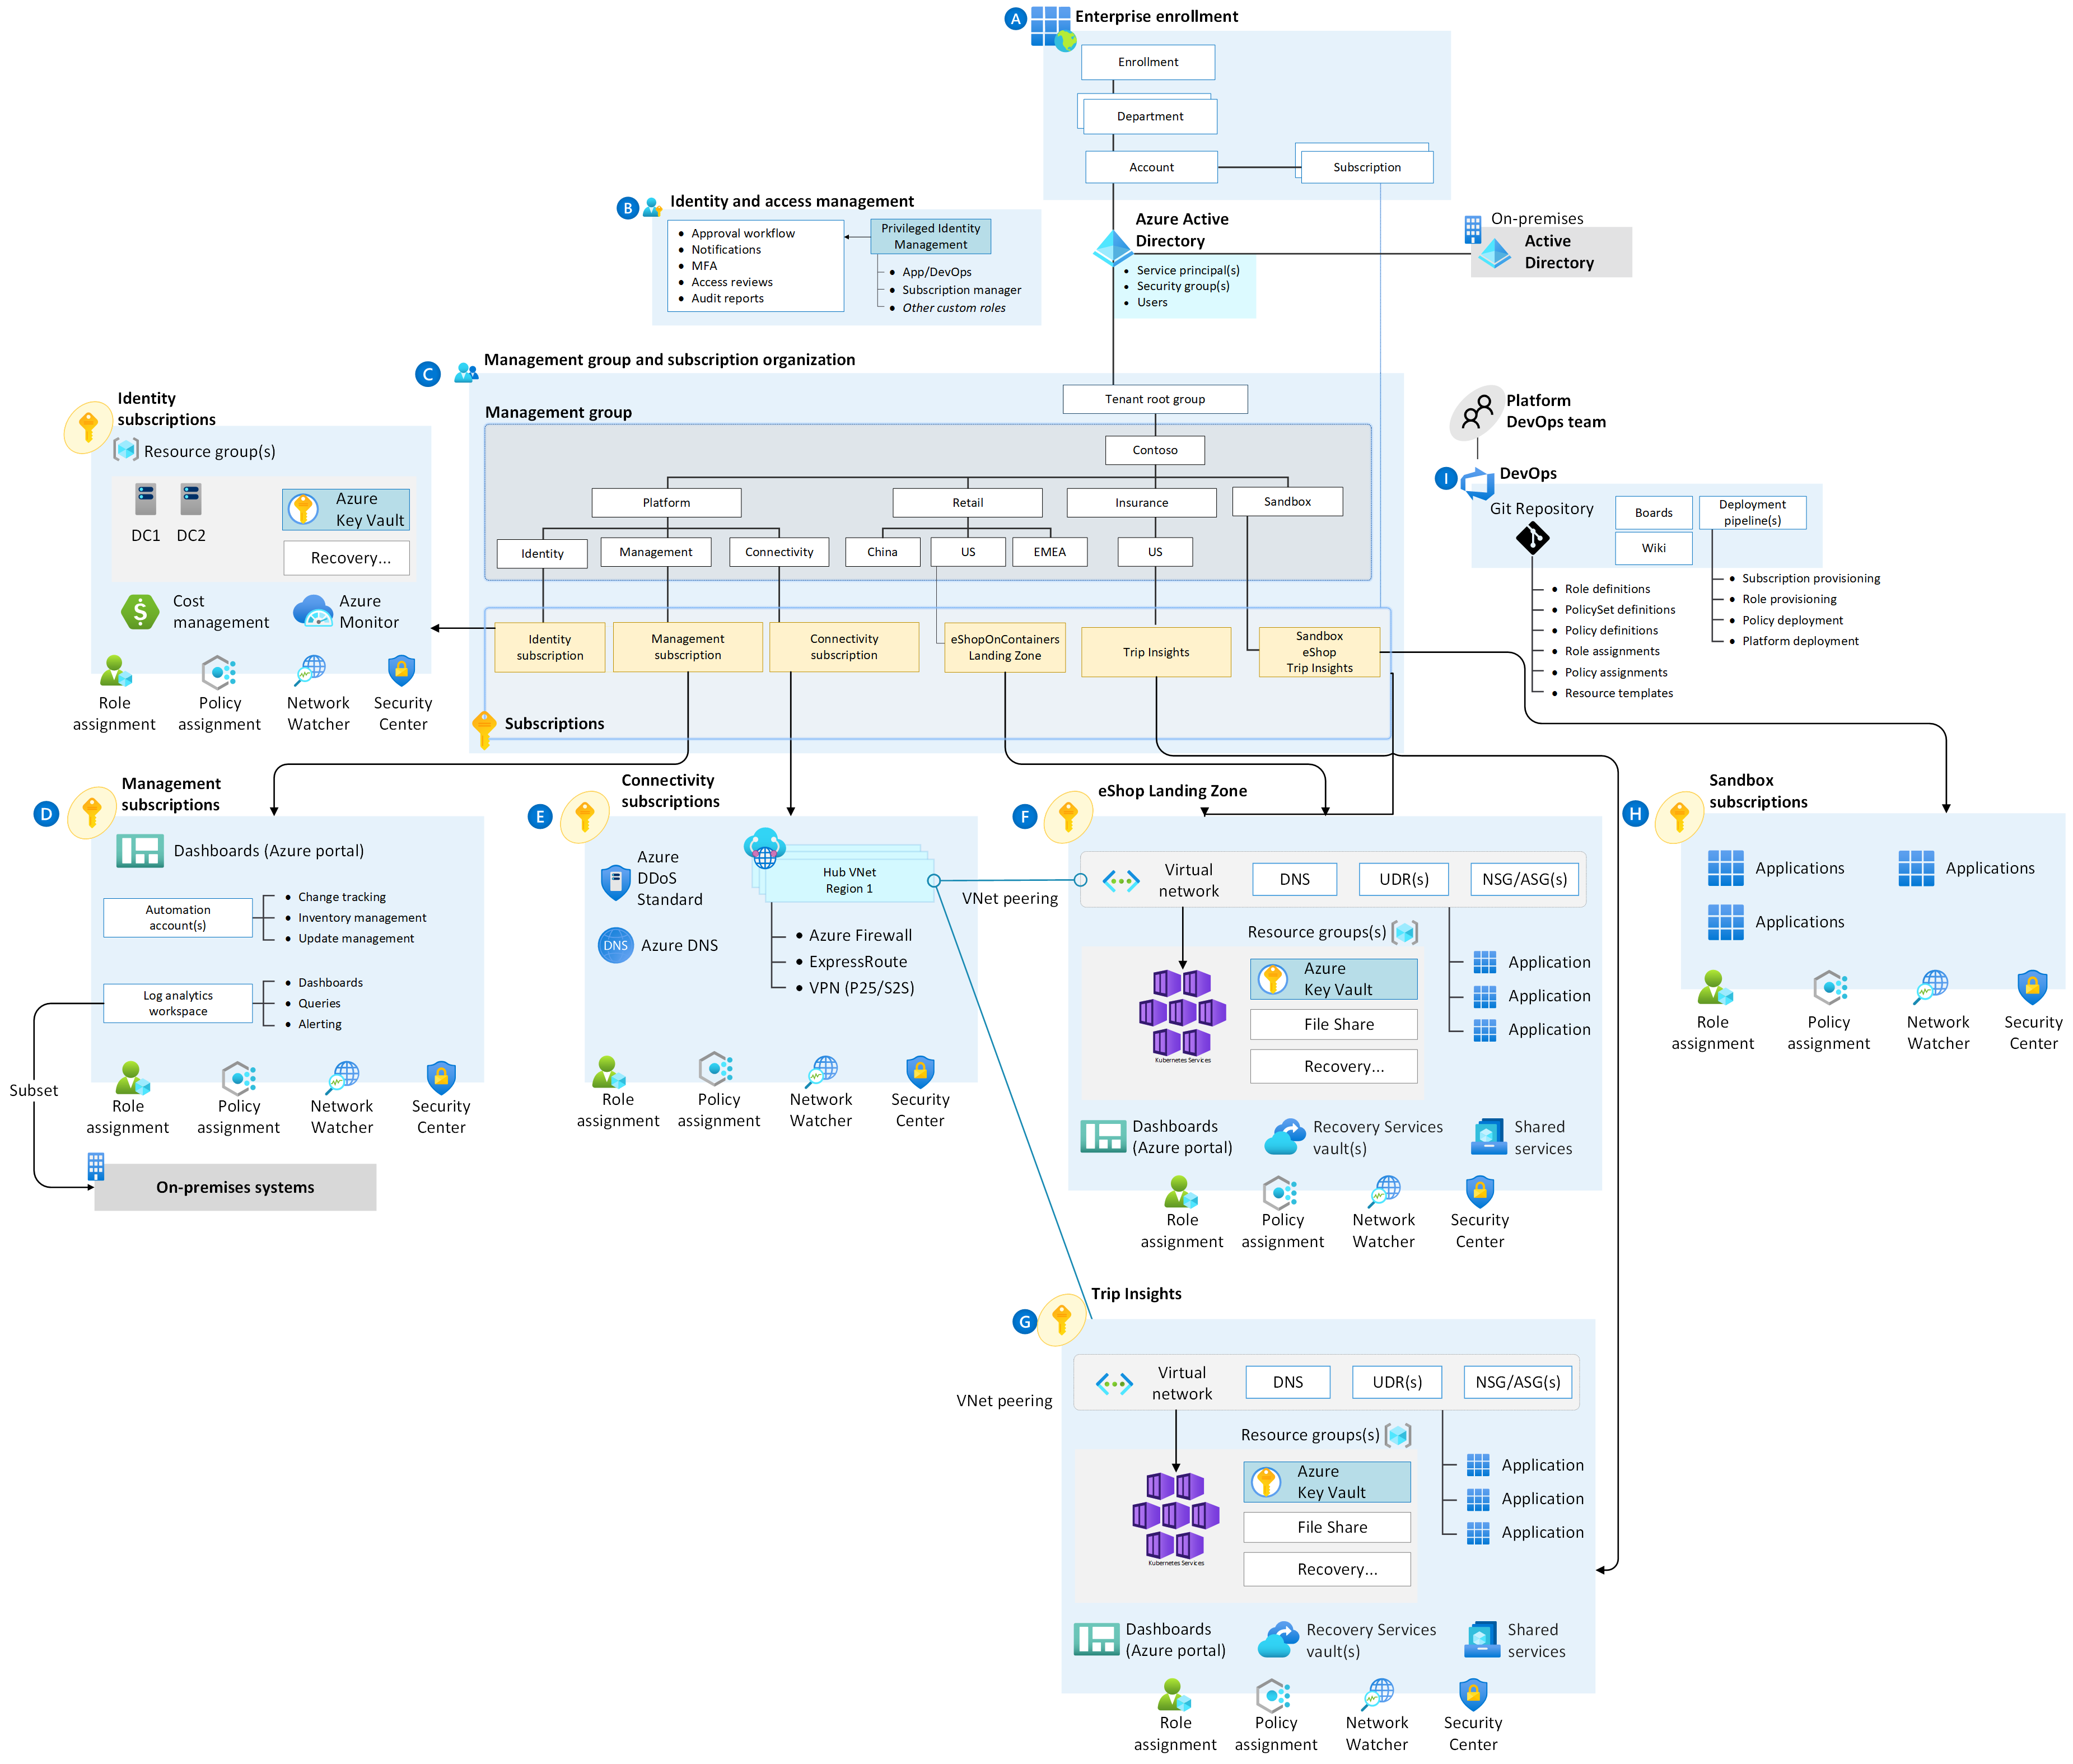 A
Enterprise enrollment
Enrollment
Department
Account
Subscription
B
Identity and access management
Approval workflow
Notifications
MFA
Access reviews
Audit reports
Privileged Identity
Management
App/DevOps
Subscription manager
Other custom roles
Azure Active
Directory
Service principal(s)
Security group(s)
Users
On-premises
Active
Directory
C
Management group and subscription organization
Management group
Tenant root group
Contoso
Platform
Retail
Insurance
Sandbox
Identity
Management
Connectivity
China
US
EMEA
US
Identity
subscription
Management
subscription
Connectivity
subscription
eShopOnContainers
Landing Zone
Trip Insights
Sandbox
eShop
Trip Insights
Subscriptions
Identity
subscriptions
Resource group(s)
DC1
DC2
Azure
Key Vault
Recovery...
Cost
management
Azure
Monitor
Role
assignment
Policy
assignment
Network
Watcher
Security
Center
Platform
DevOps team
I
DevOps
Git Repository
Boards
Wiki
Deployment
pipeline(s)
Role definitions
PolicySet definitions
Policy definitions
Role assignments
Policy assignments
Resource templates
Subscription provisioning
Role provisioning
Policy deployment
Platform deployment
D
Management
subscriptions
Dashboards (Azure portal)
Automation
account(s)
Change tracking
Inventory management
Update management
Log analytics
workspace
Dashboards
Queries
Alerting
Subset
Role
assignment
Policy
assignment
Network
Watcher
Security
Center
On-premises systems
E
Connectivity
subscriptions
Azure
DDoS
Standard
DNS
Azure DNS
Hub VNet
Region 1
Azure Firewall
ExpressRoute
VPN (P25/S2S)
Role
assignment
Policy
assignment
Network
Watcher
Security
Center
VNet peering
F
eShop Landing Zone
Virtual
network
DNS
UDR(s)
NSG/ASG(s)
Resource groups(s)
Azure
Key Vault
File Share
Recovery...
Kubernetes Services
Application
Application
Application
Dashboards
(Azure portal)
Recovery Services
vault(s)
Shared
services
Role
assignment
Policy
assignment
Network
Watcher
Security
Center
H
Sandbox
subscriptions
Applications
Applications
Applications
Role
assignment
Policy
assignment
Network
Watcher
Security
Center
G
Trip Insights
VNet peering
Virtual
network
DNS
UDR(s)
NSG/ASG(s)
Resource groups(s)
Azure
Key Vault
File Share
Recovery...
Kubernetes Services
Application
Application
Application
Dashboards
(Azure portal)
Recovery Services
vault(s)
Shared
services
Role
assignment
Policy
assignment
Network
Watcher
Security
Center